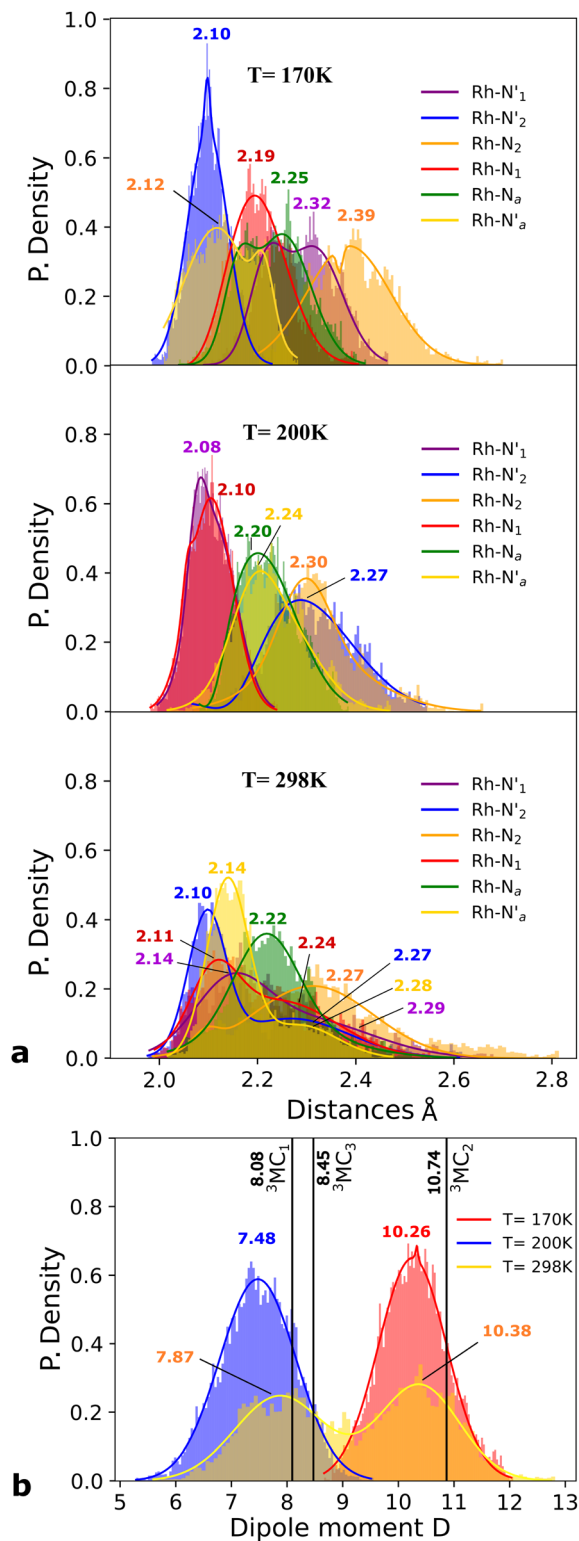 1.0
0.8
0.6
0.4
0.2
0.0
P. Density
T= 170K
2.10
2.12
2.19
2.25
2.32
2.39
Rh-N'₁
Rh-N'₂
Rh-N₂
Rh-N₁
Rh-Nₐ
Rh-N'ₐ
0.8
0.6
0.4
0.2
0.0
P. Density
T= 200K
2.08
2.10
2.20
2.24
2.30
2.27
Rh-N'₁
Rh-N'₂
Rh-N₂
Rh-N₁
Rh-Nₐ
Rh-N'ₐ
0.8
0.6
0.4
0.2
0.0
P. Density
T= 298K
2.14
2.10
2.22
2.11
2.24
2.14
2.27
2.27
2.28
2.29
Rh-N'₁
Rh-N'₂
Rh-N₂
Rh-N₁
Rh-Nₐ
Rh-N'ₐ
a
2.0 2.2 2.4 2.6 2.8
Distances Å
1.0
0.8
0.6
0.4
0.2
0.0
P. Density
8.08
³MC₁
8.45
³MC₃
10.74
³MC₂
7.48
10.26
7.87
10.38
T= 170K
T= 200K
T= 298K
b
5 6 7 8 9 10 11 12 13
Dipole moment D